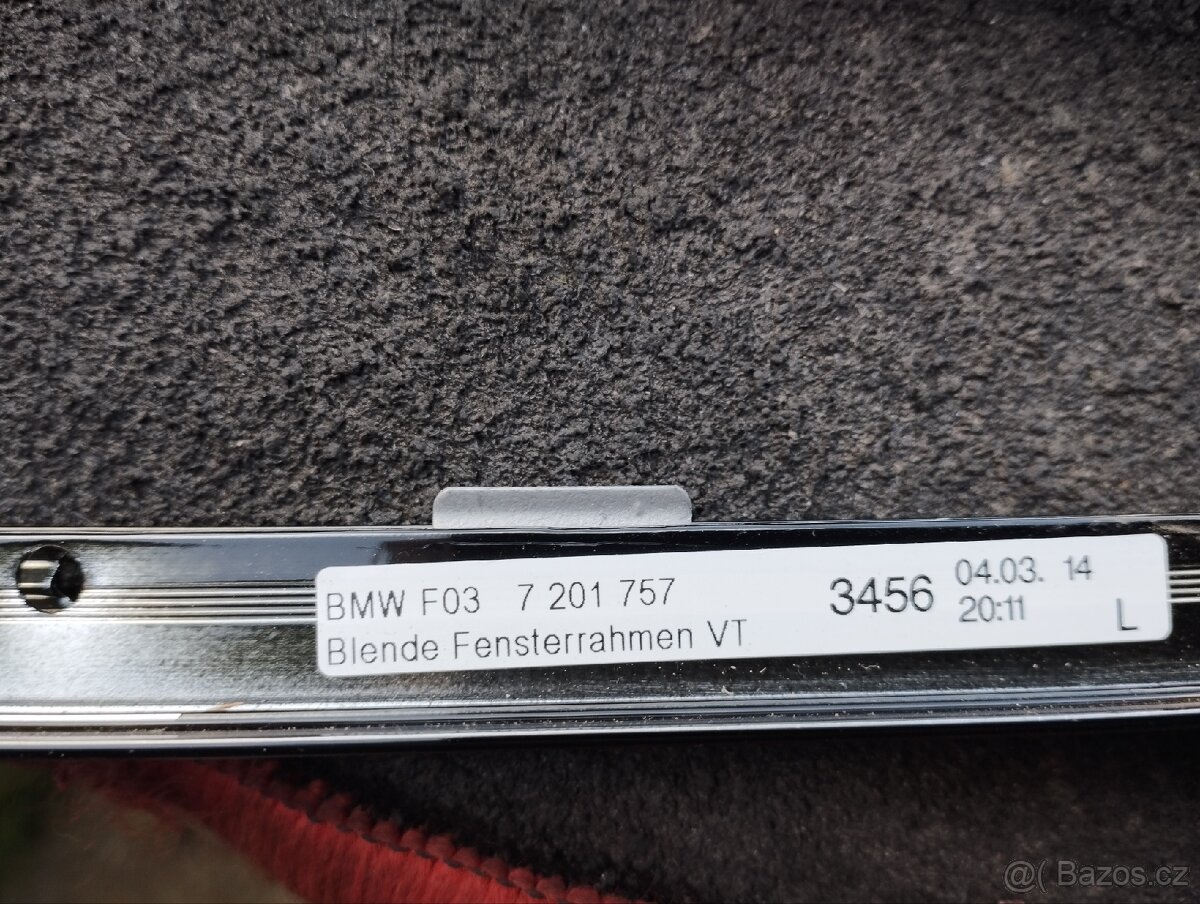 BMW F03 7 201 757
Blende Fensterrahmen VT
3456
04.03. 14
20:11
L
@( Bazos.cz